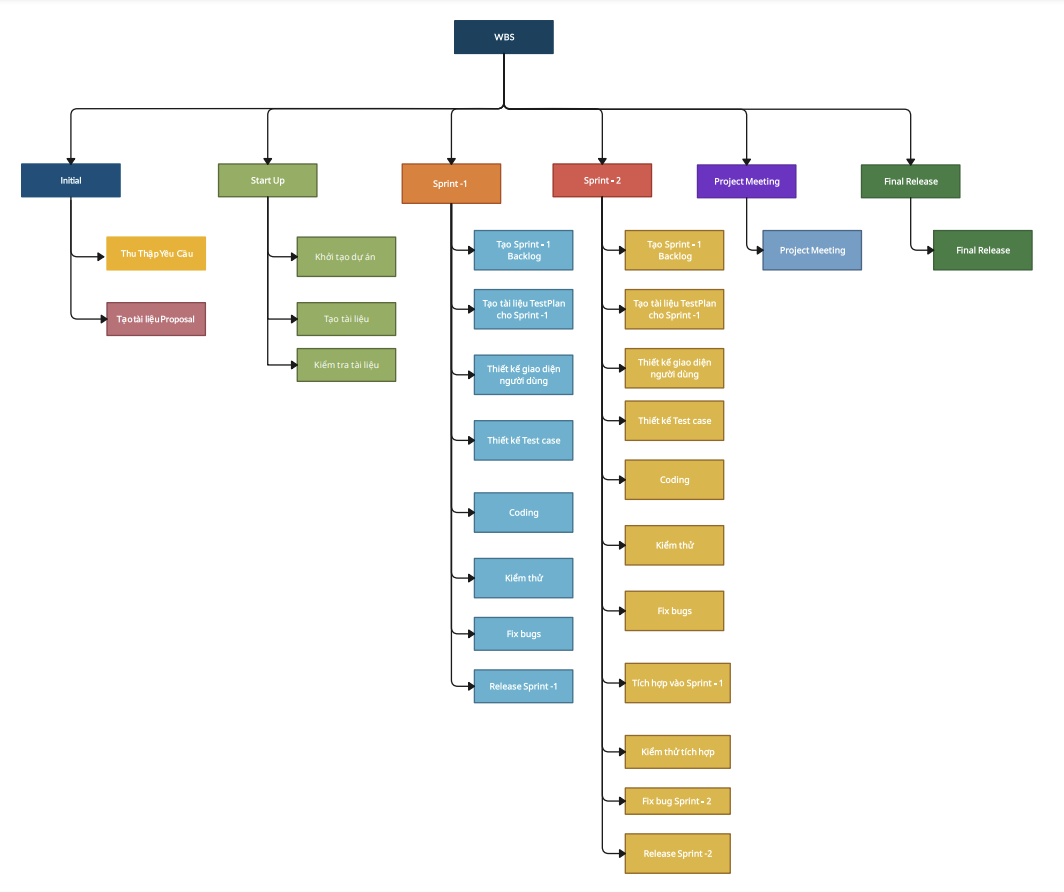 WBS
Initial
Thu Thập Yêu Cầu
Tạo tài liệu Proposal
Start Up
Khởi tạo dự án
Tạo tài liệu
Kiểm tra tài liệu
Sprint -1
Tạo Sprint - 1
Backlog
Tạo tài liệu TestPlan
cho Sprint -1
Thiết kế giao diện
người dùng
Thiết kế Test case
Coding
Kiểm thử
Fix bugs
Release Sprint -1
Sprint - 2
Tạo Sprint - 1
Backlog
Tạo tài liệu TestPlan
cho Sprint -1
Thiết kế giao diện
người dùng
Thiết kế Test case
Coding
Kiểm thử
Fix bugs
Tích hợp vào Sprint - 1
Kiểm thử tích hợp
Fix bug Sprint - 2
Release Sprint -2
Project Meeting
Project Meeting
Final Release
Final Release